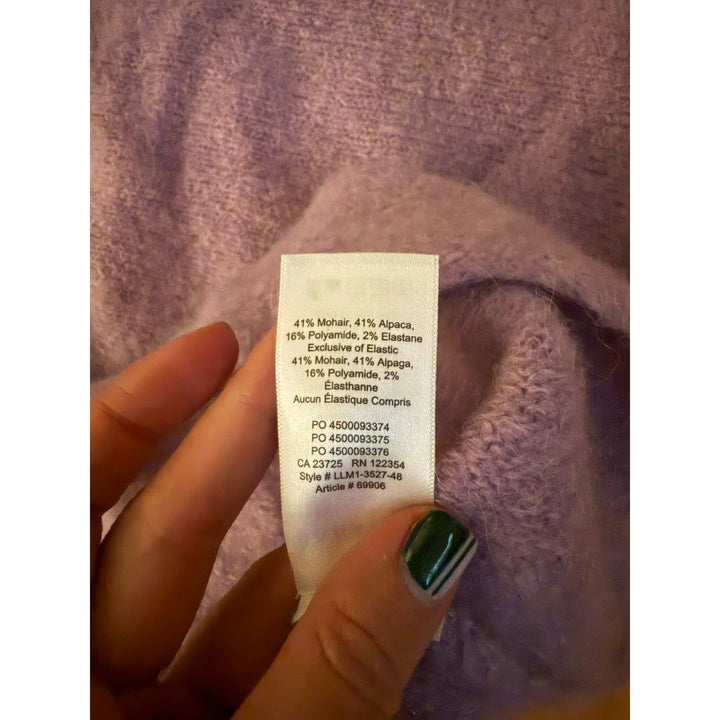 41% Mohair, 41% Alpaca,
16% Polyamide, 2% Elastane
Exclusive of Elastic
41% Mohair, 41% Alpaga,
16% Polyamide, 2%
Élasthanne
Aucun Élastique Compris
PO 4500093374
PO 4500093375
PO 4500093376
CA 23725 RN 122354
Style # LLM1-3527-48
Article # 69906